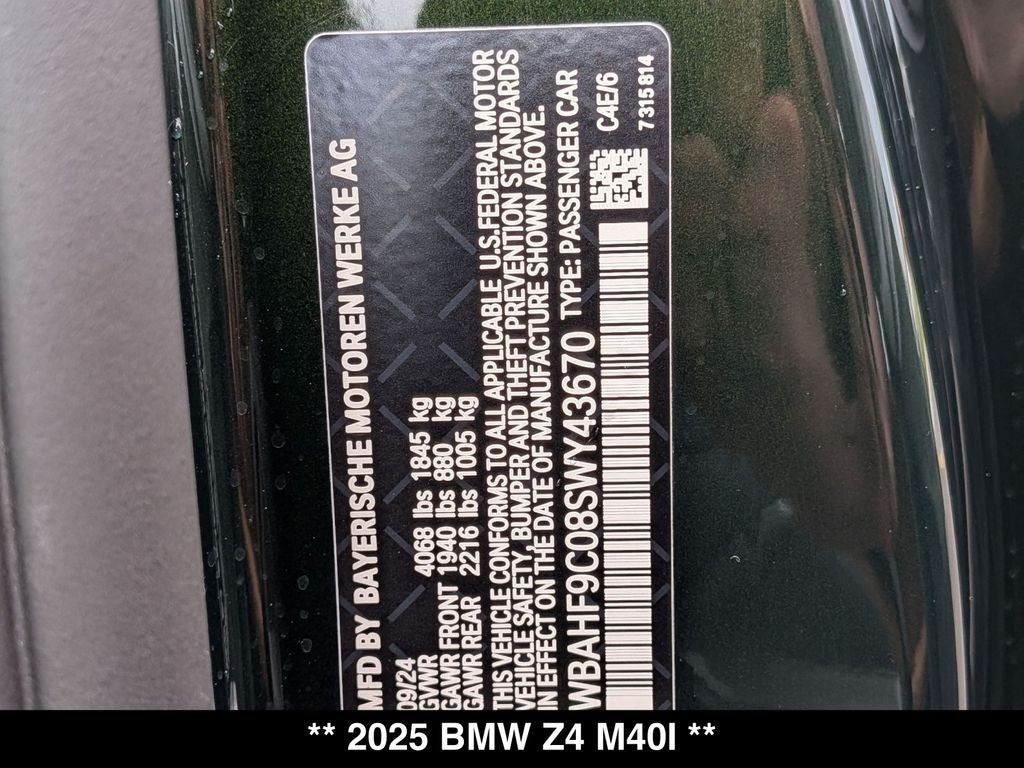 MFD BY BAYERISCHE MOTOREN WERKE AG
09/24
GVWR 4068 lbs 1845 kg
GAWR FRONT 1940 lbs 880 kg
GAWR REAR 2216 lbs 1005 kg
THIS VEHICLE CONFORMS TO ALL APPLICABLE U.S.FEDERAL MOTOR
VEHICLE SAFETY, BUMPER AND THEFT PREVENTION STANDARDS
IN EFFECT ON THE DATE OF MANUFACTURE SHOWN ABOVE.
WBAHF9C08SWY43670 TYPE: PASSENGER CAR
C4E/6
7315814
** 2025 BMW Z4 M40I **